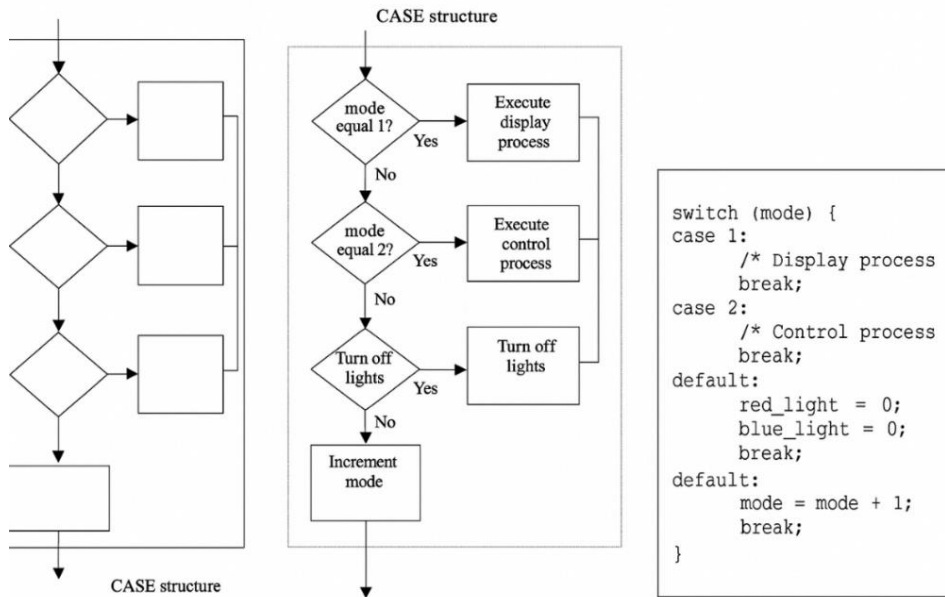 CASE structure
mode
equal 1?
Yes
No
Execute
display
process
mode
equal 2?
Yes
No
Execute
control
process
Turn off
lights
Yes
No
Turn off
lights
Increment
mode
CASE structure
switch (mode) {
case 1:
/* Display process
break;
case 2:
/* Control process
break;
default:
red_light = 0;
blue_light = 0;
break;
default:
mode = mode + 1;
break;
}